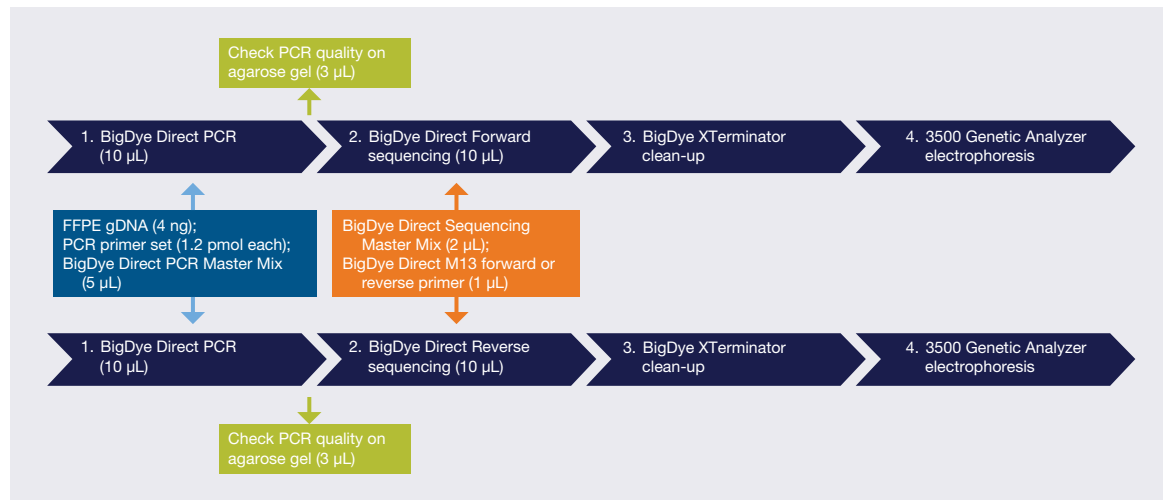 Check PCR quality on
agarose gel (3 µL)
1. BigDye Direct PCR
(10 µL)
2. BigDye Direct Forward
sequencing (10 µL)
3. BigDye XTerminator
clean-up
4. 3500 Genetic Analyzer
electrophoresis
FFPE gDNA (4 ng);
PCR primer set (1.2 pmol each);
BigDye Direct PCR Master Mix
(5 µL)
BigDye Direct Sequencing
Master Mix (2 µL);
BigDye Direct M13 forward or
reverse primer (1 µL)
1. BigDye Direct PCR
(10 µL)
2. BigDye Direct Reverse
sequencing (10 µL)
3. BigDye XTerminator
clean-up
4. 3500 Genetic Analyzer
electrophoresis
Check PCR quality on
agarose gel (3 µL)